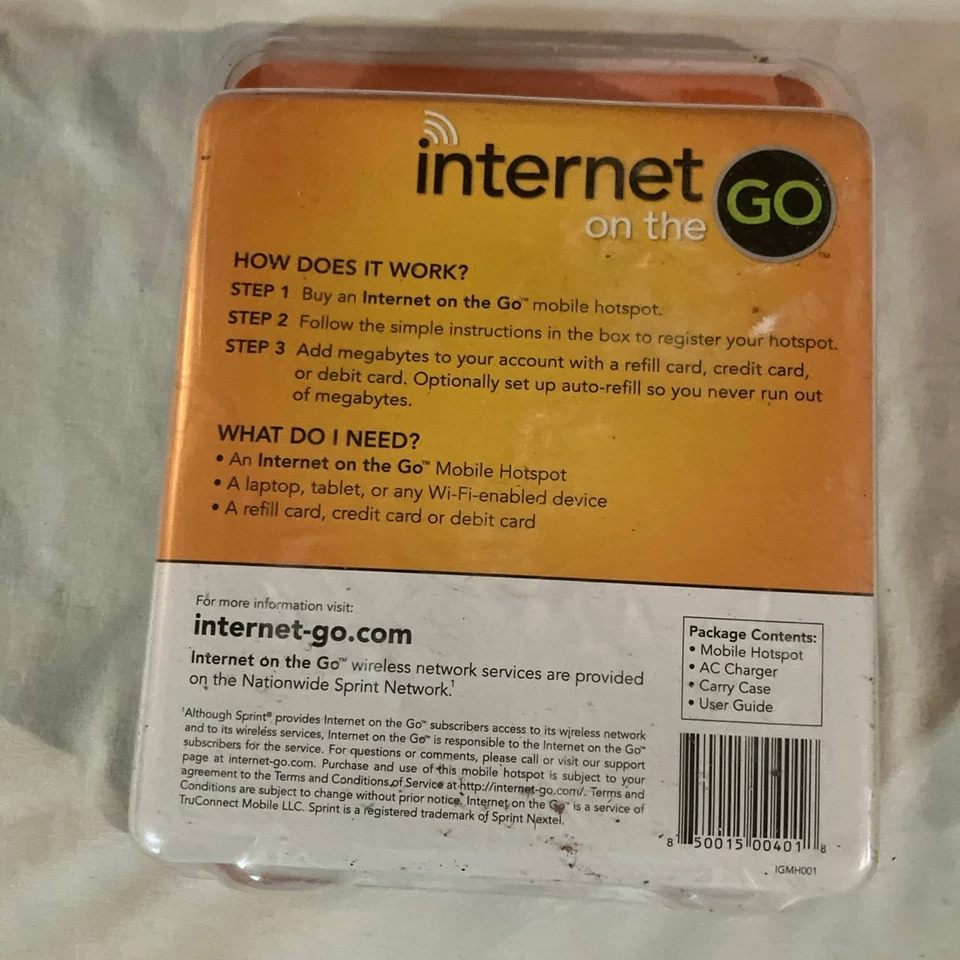 internet
on the GO™
HOW DOES IT WORK?
STEP 1 Buy an Internet on the Go™ mobile hotspot.
STEP 2 Follow the simple instructions in the box to register your hotspot.
STEP 3 Add megabytes to your account with a refill card, credit card,
or debit card. Optionally set up auto-refill so you never run out
of megabytes.
WHAT DO I NEED?
• An Internet on the Go™ Mobile Hotspot
• A laptop, tablet, or any Wi-Fi-enabled device
• A refill card, credit card or debit card
For more information visit:
internet-go.com
Internet on the Go™ wireless network services are provided
on the Nationwide Sprint Network.¹
¹Although Sprint® provides Internet on the Go™ subscribers access to its wireless network
and to its wireless services, Internet on the Go™ is responsible to the Internet on the Go™
subscribers for the service. For questions or comments, please call or visit our support
page at internet-go.com. Purchase and use of this mobile hotspot is subject to your
agreement to the Terms and Conditions of Service at http://internet-go.com/. Terms and
Conditions are subject to change without prior notice. Internet on the Go™ is a service of
TruConnect Mobile LLC. Sprint is a registered trademark of Sprint Nextel.
Package Contents:
• Mobile Hotspot
• AC Charger
• Carry Case
• User Guide
8 50015 00401 8
IGMH001